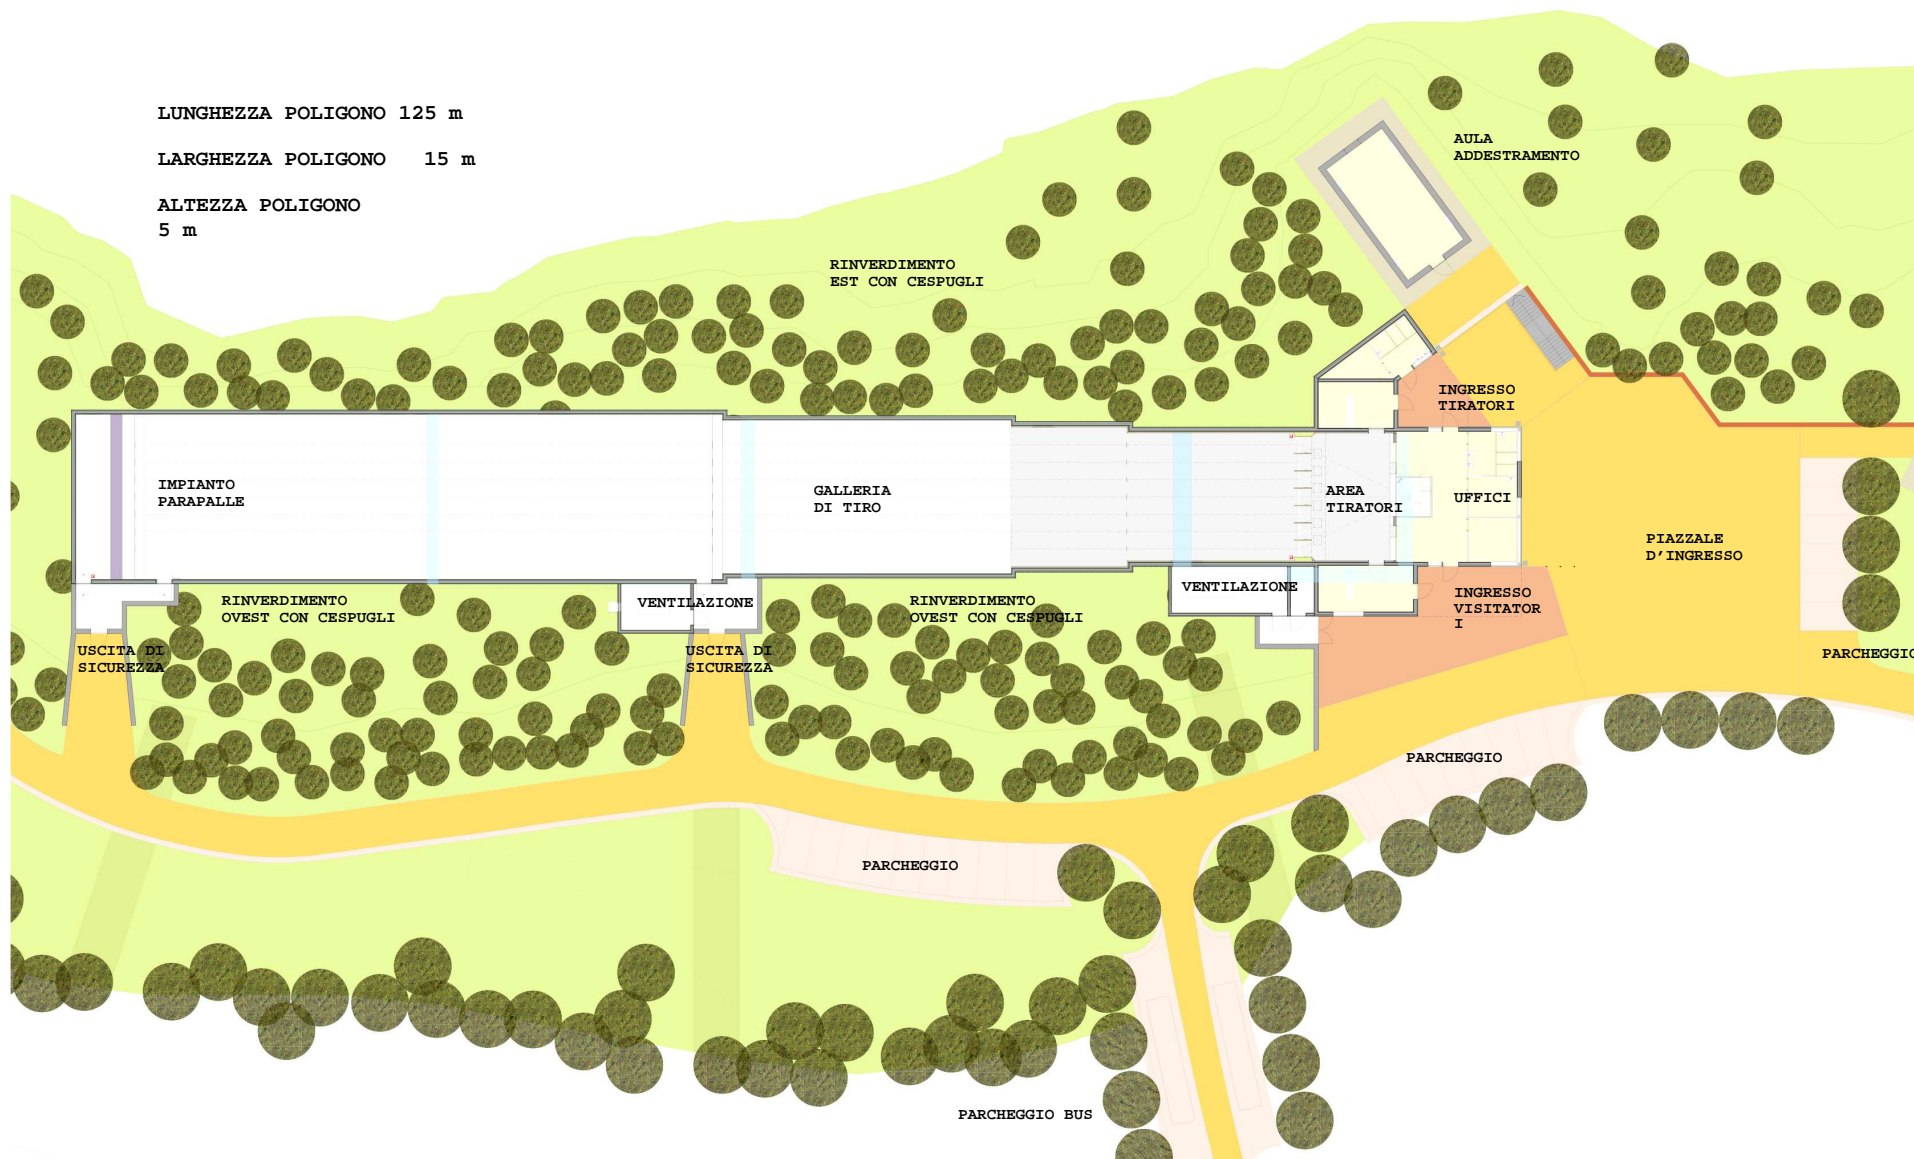 LUNGHEZZA POLIGONO 125 m
LARGHEZZA POLIGONO 15 m
ALTEZZA POLIGONO
5 m
AULA
ADDESTRAMENTO
RINVERDIMENTO
EST CON CESPUGLI
INGRESSO
TIRATORI
IMPIANTO
PARAPALLE
GALLERIA
DI TIRO
AREA
TIRATORI
UFFICI
PIAZZALE
D'INGRESSO
RINVERDIMENTO
OVEST CON CESPUGLI
VENTILAZIONE
RINVERDIMENTO
OVEST CON CESPUGLI
VENTILAZIONE
INGRESSO
VISITATOR
I
USCITA DI
SICUREZZA
USCITA DI
SICUREZZA
PARCHEGGIO
PARCHEGGIO
PARCHEGGIO
PARCHEGGIO BUS